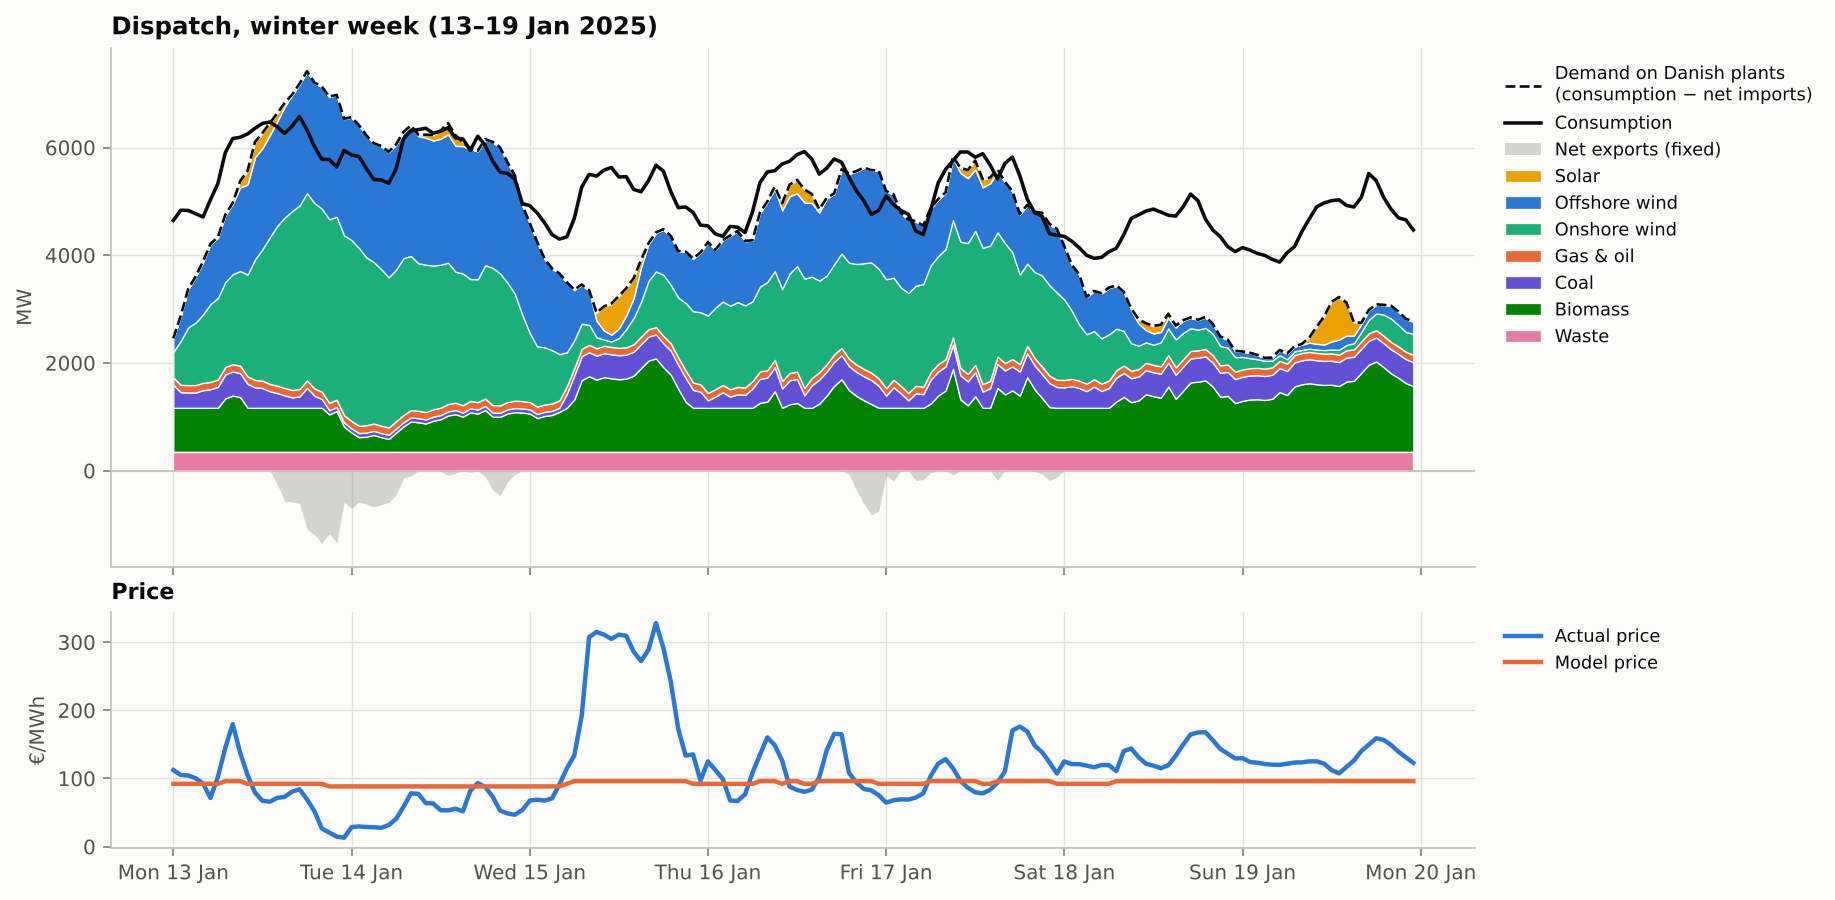 Dispatch, winter week (13–19 Jan 2025)
MW
6000
4000
2000
0
Demand on Danish plants
(consumption − net imports)
Consumption
Net exports (fixed)
Solar
Offshore wind
Onshore wind
Gas & oil
Coal
Biomass
Waste
Price
€/MWh
300
200
100
0
Actual price
Model price
Mon 13 Jan
Tue 14 Jan
Wed 15 Jan
Thu 16 Jan
Fri 17 Jan
Sat 18 Jan
Sun 19 Jan
Mon 20 Jan